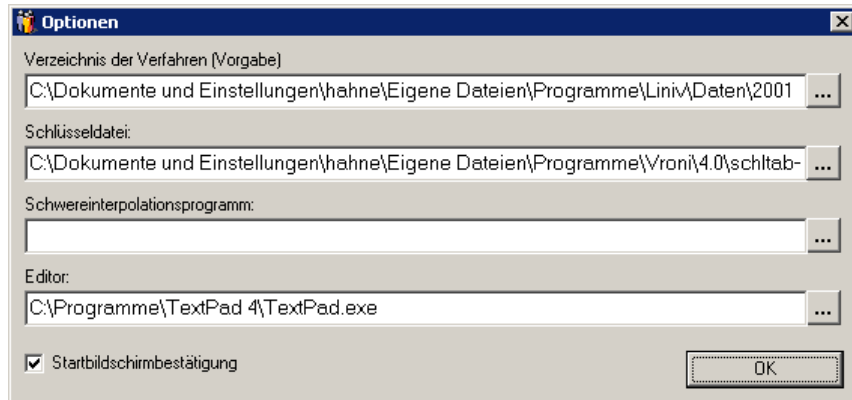 Optionen
Verzeichnis der Verfahren (Vorgabe)
C:\Dokumente und Einstellungen\hahne\Eigene Dateien\Programme\Liniv\Daten\2001
...
Schlüsseldatei:
C:\Dokumente und Einstellungen\hahne\Eigene Dateien\Programme\Vroni\4.0\schltab-
...
Schwereinterpolationsprogramm:
...
Editor:
C:\Programme\TextPad 4\TextPad.exe
...
Startbildschirmbestätigung
OK